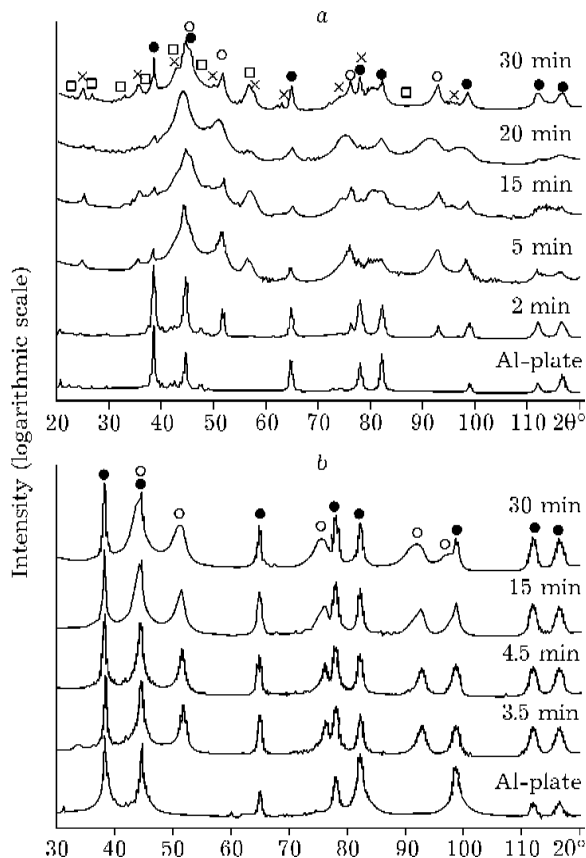 a
30 min
20 min
15 min
5 min
2 min
Al-plate
20 30 40 50 60 70 80 90 100 110 2θ°
Intensity (logarithmic scale)
b
30 min
15 min
4.5 min
3.5 min
Al-plate
30 40 50 60 70 80 90 100 110 2θ°